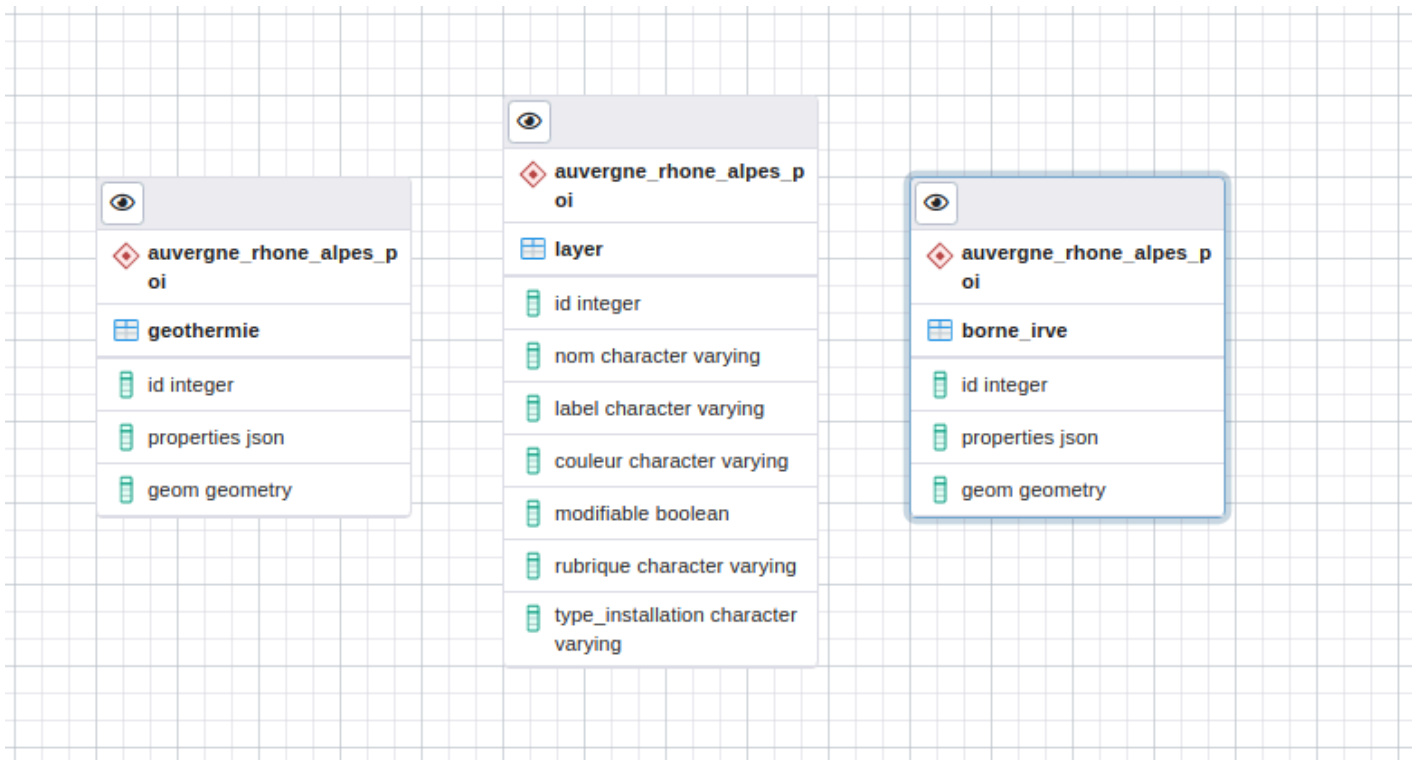 auvergne_rhone_alpes_p
oi
geothermie
id integer
properties json
geom geometry
auvergne_rhone_alpes_p
oi
layer
id integer
nom character varying
label character varying
couleur character varying
modifiable boolean
rubrique character varying
type_installation character
varying
auvergne_rhone_alpes_p
oi
borne_irve
id integer
properties json
geom geometry